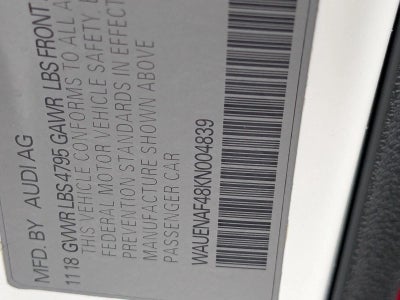 MFD. BY AUDI AG
1118 GWWR LBS4795 GAWR LBS FRONT
THIS VEHICLE CONFORMS TO ALL
FEDERAL MOTOR VEHICLE SAFETY,
PREVENTION STANDARDS IN EFFECT
MANUFACTURE SHOWN ABOVE.
PASSENGER CAR
WAUENAF48KN004839